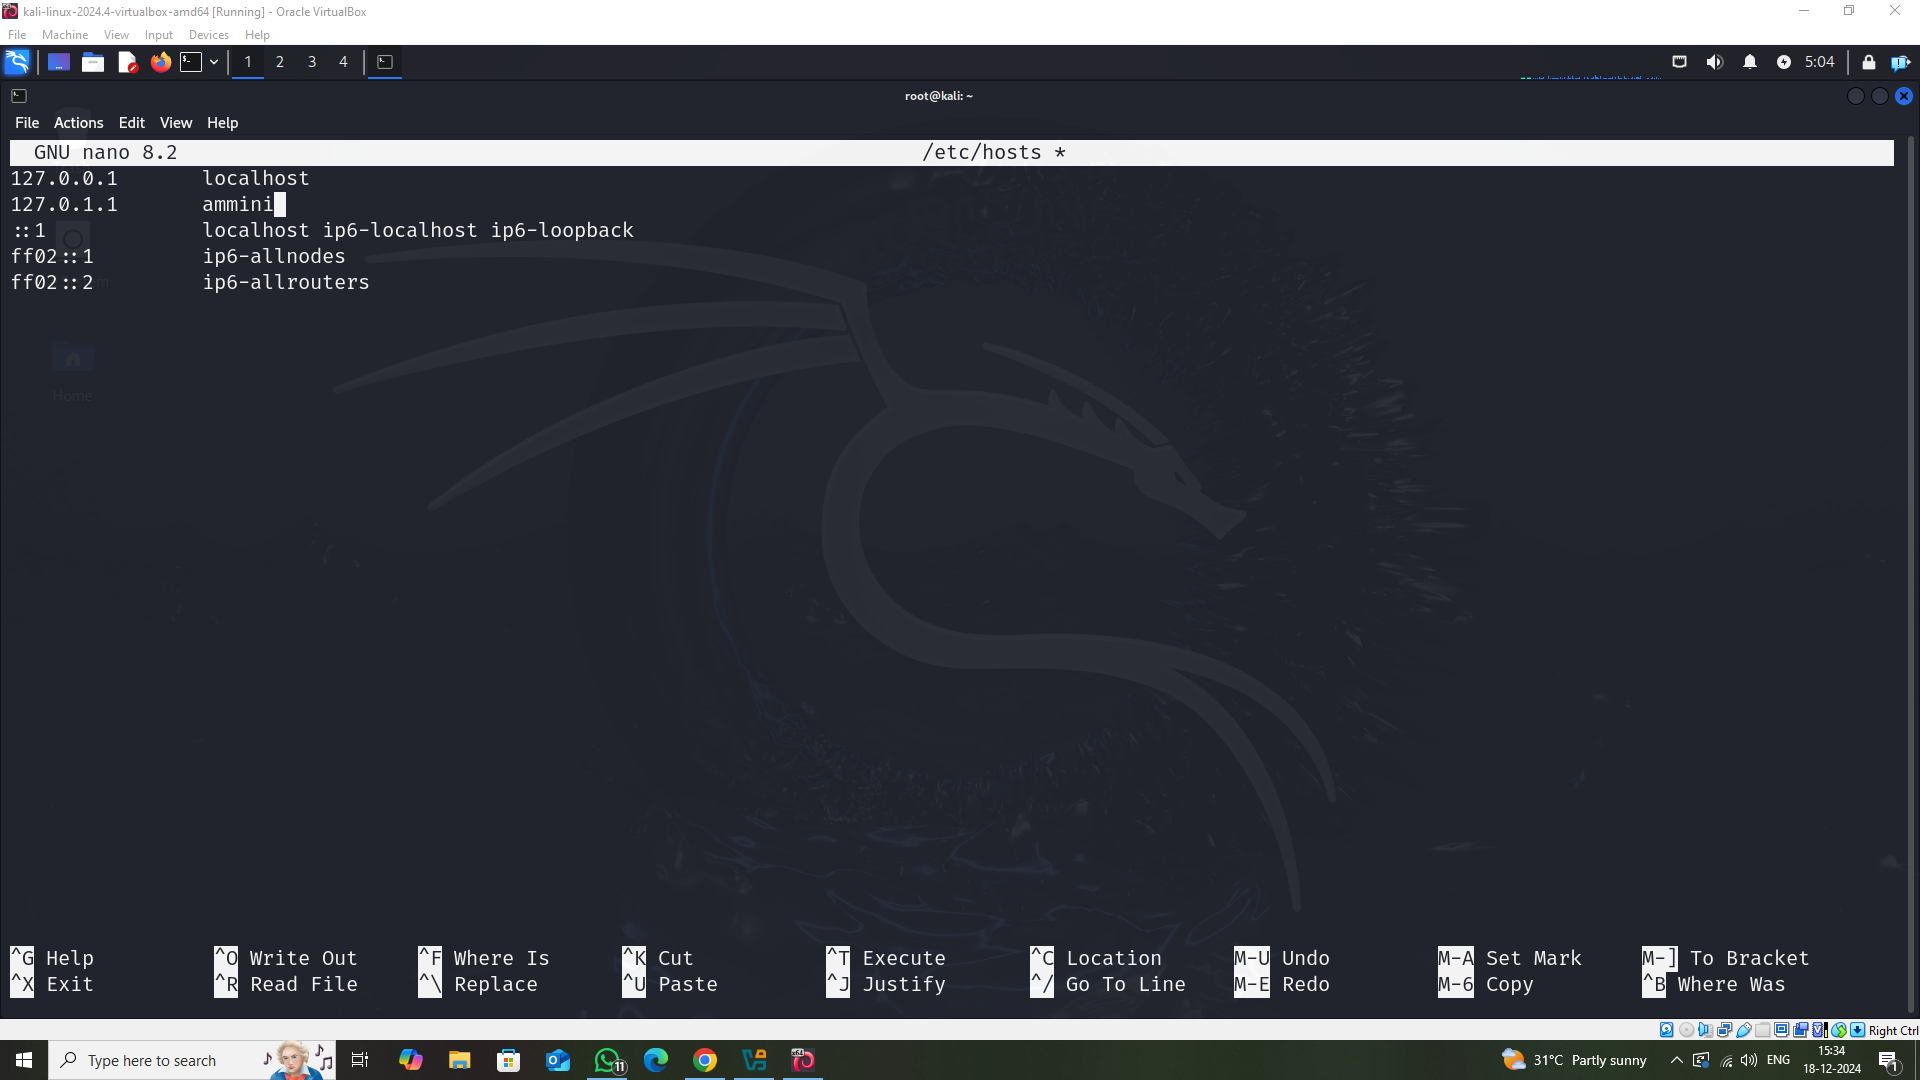 kali-linux-2024.4-virtualbox-amd64 [Running] - Oracle VirtualBox
File Machine View Input Devices Help
1 2 3 4 5:04
root@kali: ~
File Actions Edit View Help
GNU nano 8.2 /etc/hosts *
127.0.0.1 localhost
127.0.1.1 ammini
::1 localhost ip6-localhost ip6-loopback
ff02::1 ip6-allnodes
ff02::2 ip6-allrouters
Home
^G Help ^O Write Out ^F Where Is ^K Cut ^T Execute ^C Location M-U Undo M-A Set Mark M-] To Bracket
^X Exit ^R Read File ^\ Replace ^U Paste ^J Justify ^/ Go To Line M-E Redo M-6 Copy ^B Where Was
Right Ctrl
Type here to search 11 31°C Partly sunny ENG 15:34 1
18-12-2024